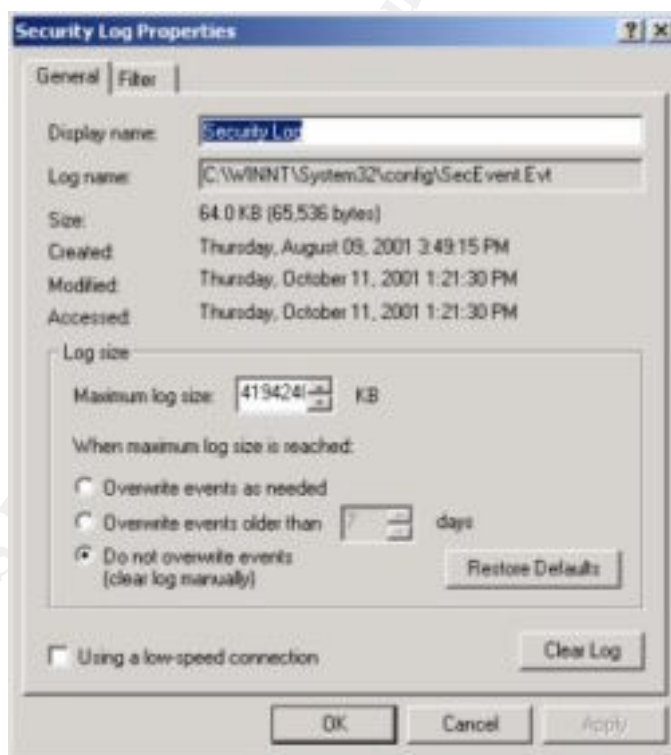 Security Log Properties
General
Filter
Display name:
Security Log
Log name:
C:\WINNT\System32\config\SecEvent.Evt
Size:
64.0 KB (65,536 bytes)
Created:
Thursday, August 09, 2001 3:49:15 PM
Modified:
Thursday, October 11, 2001 1:21:30 PM
Accessed:
Thursday, October 11, 2001 1:21:30 PM
Log size
Maximum log size:
KB
When maximum log size is reached:
Overwrite events as needed
Overwrite events older than 7 days
Do not overwrite events
(clear log manually)
Restore Defaults
Using a low-speed connection
Clear Log
OK
Cancel
Apply